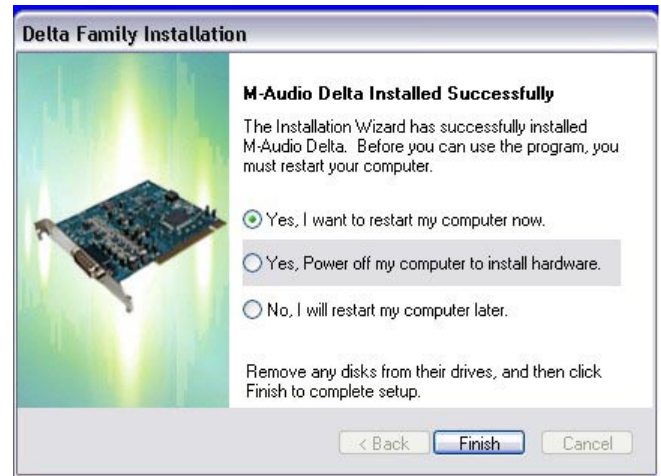 Delta Family Installation
M-Audio Delta Installed Successfully
The Installation Wizard has successfully installed
M-Audio Delta. Before you can use the program, you
must restart your computer.
Yes, I want to restart my computer now.
Yes, Power off my computer to install hardware.
No, I will restart my computer later.
Remove any disks from their drives, and then click
Finish to complete setup.
< Back Finish Cancel